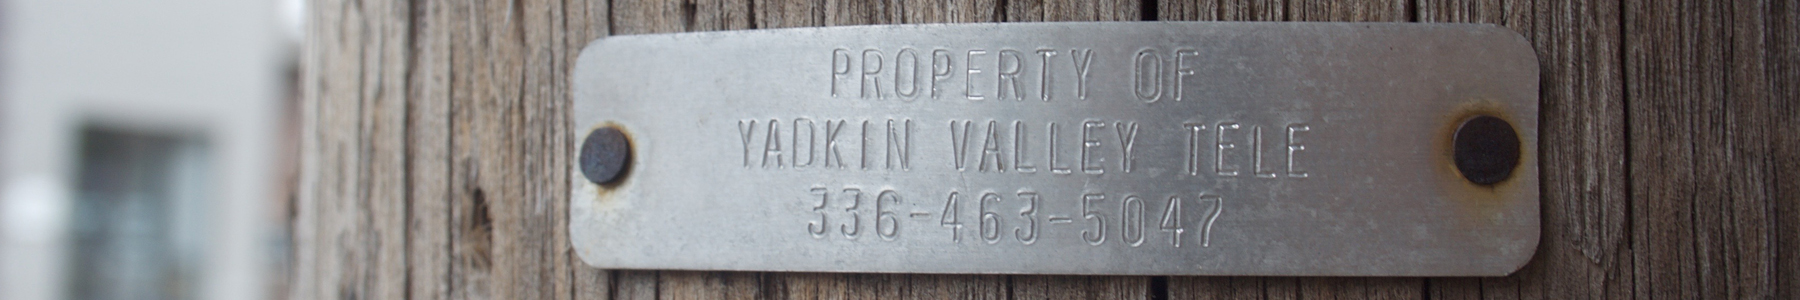 PROPERTY OF
YADKIN VALLEY TELE
336-463-5047